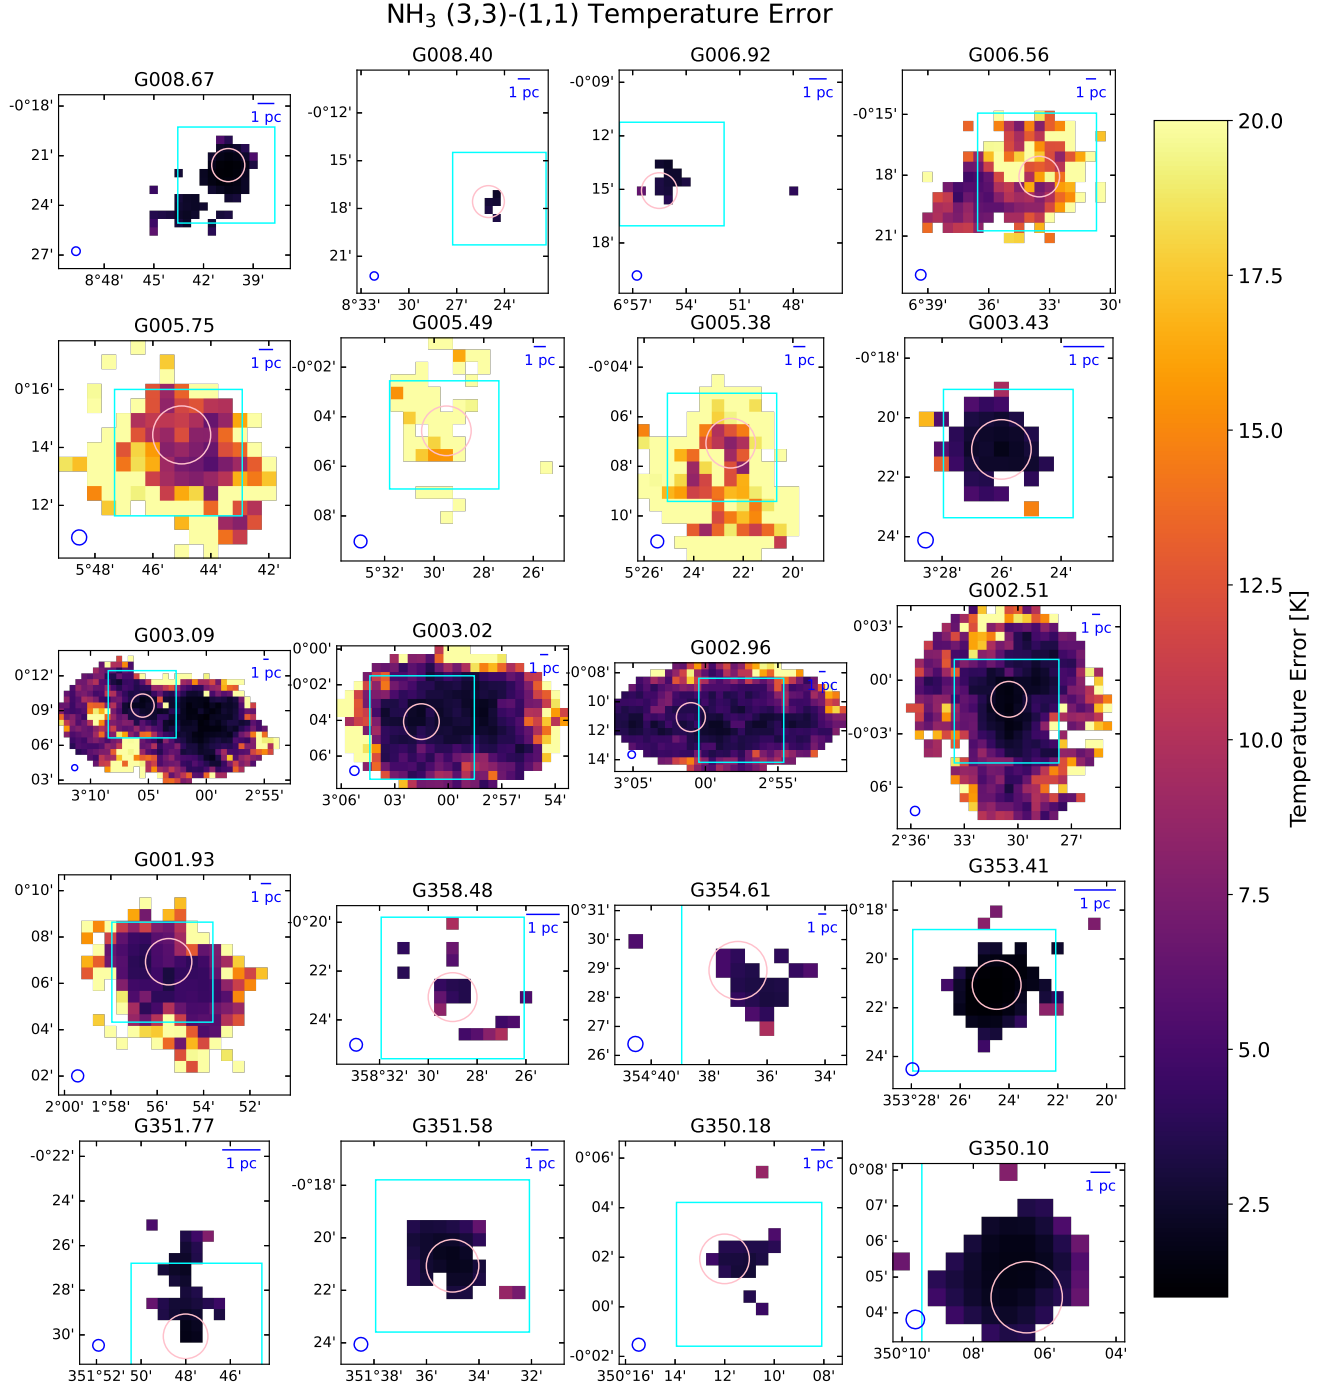 NH₃ (3,3)-(1,1) Temperature Error
G008.67
1 pc
-0°18'
21'
24'
27'
8°48' 45' 42' 39'
G008.40
1 pc
-0°12'
15'
18'
21'
8°33' 30' 27' 24'
G006.92
1 pc
-0°09'
12'
15'
18'
6°57' 54' 51' 48'
G006.56
1 pc
-0°15'
18'
21'
6°39' 36' 33' 30'
G005.75
1 pc
0°16'
14'
12'
5°48' 46' 44' 42'
G005.49
1 pc
-0°02'
04'
06'
08'
5°32' 30' 28' 26'
G005.38
1 pc
-0°04'
06'
08'
10'
5°26' 24' 22' 20'
G003.43
1 pc
-0°18'
20'
22'
24'
3°28' 26' 24'
G003.09
1 pc
0°12'
09'
06'
03'
3°10' 05' 00' 2°55'
G003.02
1 pc
0°00'
-0°02'
04'
06'
3°06' 03' 00' 2°57' 54'
G002.96
1 pc
-0°08'
10'
12'
14'
3°05' 00' 2°55'
G002.51
1 pc
0°03'
00'
-0°03'
06'
2°36' 33' 30' 27'
G001.93
1 pc
0°10'
08'
06'
04'
02'
2°00' 1°58' 56' 54' 52'
G358.48
1 pc
0°20'
22'
24'
358°32' 30' 28' 26'
G354.61
1 pc
0°31'
30'
29'
28'
27'
26'
354°40' 38' 36' 34'
G353.41
1 pc
-0°18'
20'
22'
24'
353°28' 26' 24' 22' 20'
G351.77
1 pc
-0°22'
24'
26'
28'
30'
351°52' 50' 48' 46'
G351.58
1 pc
-0°18'
20'
22'
24'
351°38' 36' 34' 32'
G350.18
1 pc
0°06'
04'
02'
00'
-0°02'
350°16' 14' 12' 10' 08'
G350.10
1 pc
0°08'
07'
06'
05'
04'
350°10' 08' 06' 04'
20.0
17.5
15.0
12.5
10.0
7.5
5.0
2.5
Temperature Error [K]